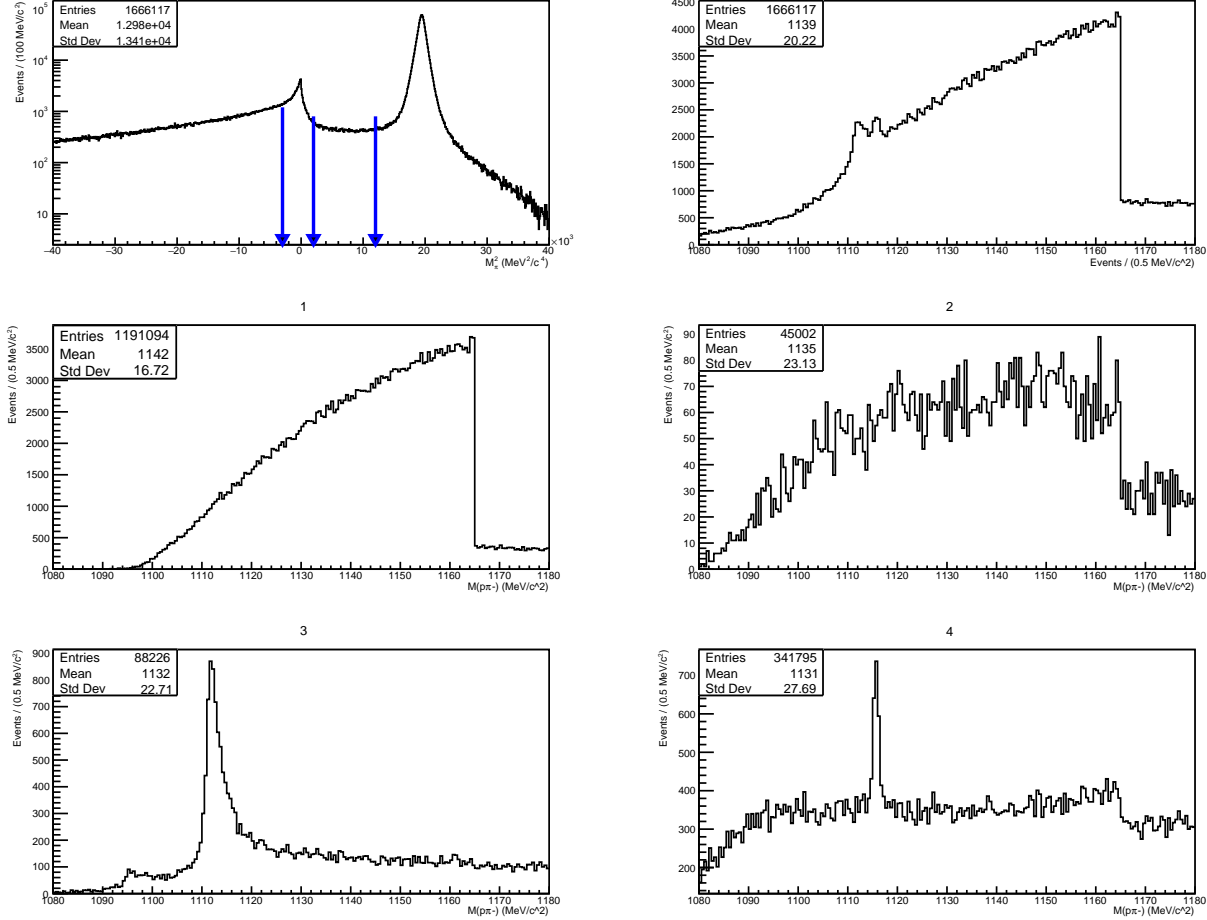 Entries 1666117
Mean 1.298e+04
Std Dev 1.341e+04
Events / (100 MeV/c²)
10⁵
10⁴
10³
10²
10
−40 −30 −20 −10 0 10 20 30 40
×10³
M²π (MeV²/c⁴)
Entries 1666117
Mean 1139
Std Dev 20.22
4500
4000
3500
3000
2500
2000
1500
1000
500
0
1080 1090 1100 1110 1120 1130 1140 1150 1160 1170 1180
Events / (0.5 MeV/c^2)
1
Entries 1191094
Mean 1142
Std Dev 16.72
Events / (0.5 MeV/c²)
3500
3000
2500
2000
1500
1000
500
0
1080 1090 1100 1110 1120 1130 1140 1150 1160 1170 1180
M(pπ-) (MeV/c^2)
2
Entries 45002
Mean 1135
Std Dev 23.13
Events / (0.5 MeV/c²)
90
80
70
60
50
40
30
20
10
0
1080 1090 1100 1110 1120 1130 1140 1150 1160 1170 1180
M(pπ-) (MeV/c^2)
3
Entries 88226
Mean 1132
Std Dev 22.71
Events / (0.5 MeV/c²)
900
800
700
600
500
400
300
200
100
0
1080 1090 1100 1110 1120 1130 1140 1150 1160 1170 1180
M(pπ-) (MeV/c^2)
4
Entries 341795
Mean 1131
Std Dev 27.69
Events / (0.5 MeV/c²)
700
600
500
400
300
200
1080 1090 1100 1110 1120 1130 1140 1150 1160 1170 1180
M(pπ-) (MeV/c^2)